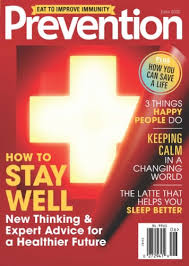 EAT TO IMPROVE IMMUNITY
Prevention
PLUS
HOW YOU
CAN SAVE
A LIFE
3 THINGS
HAPPY
PEOPLE DO
KEEPING
CALM
IN A
CHANGING
WORLD
THE LATTE THAT
HELPS YOU
SLEEP BETTER
HOW TO
STAY
WELL
New Thinking &
Expert Advice for
a Healthier Future